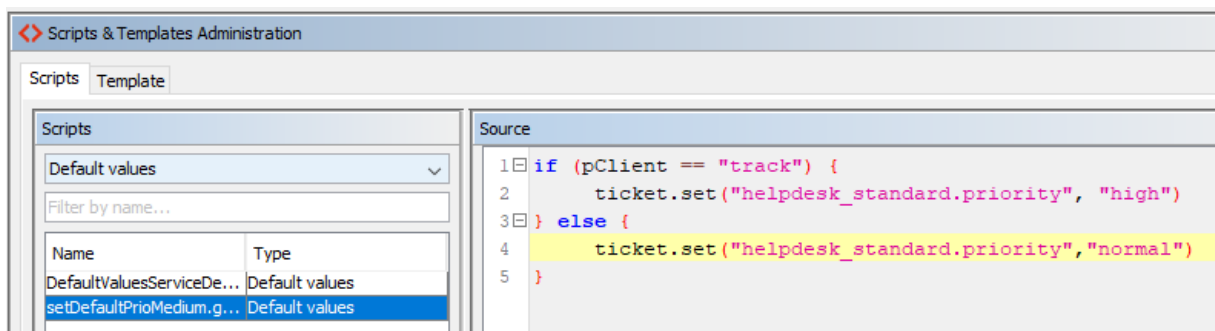 Scripts & Templates Administration
Scripts Template
Scripts
Default values
Filter by name...
Name Type
DefaultValuesServiceDe... Default values
setDefaultPrioMedium.g... Default values
Source
1 if (pClient == "track") {
2 ticket.set("helpdesk_standard.priority", "high")
3 } else {
4 ticket.set("helpdesk_standard.priority","normal")
5 }